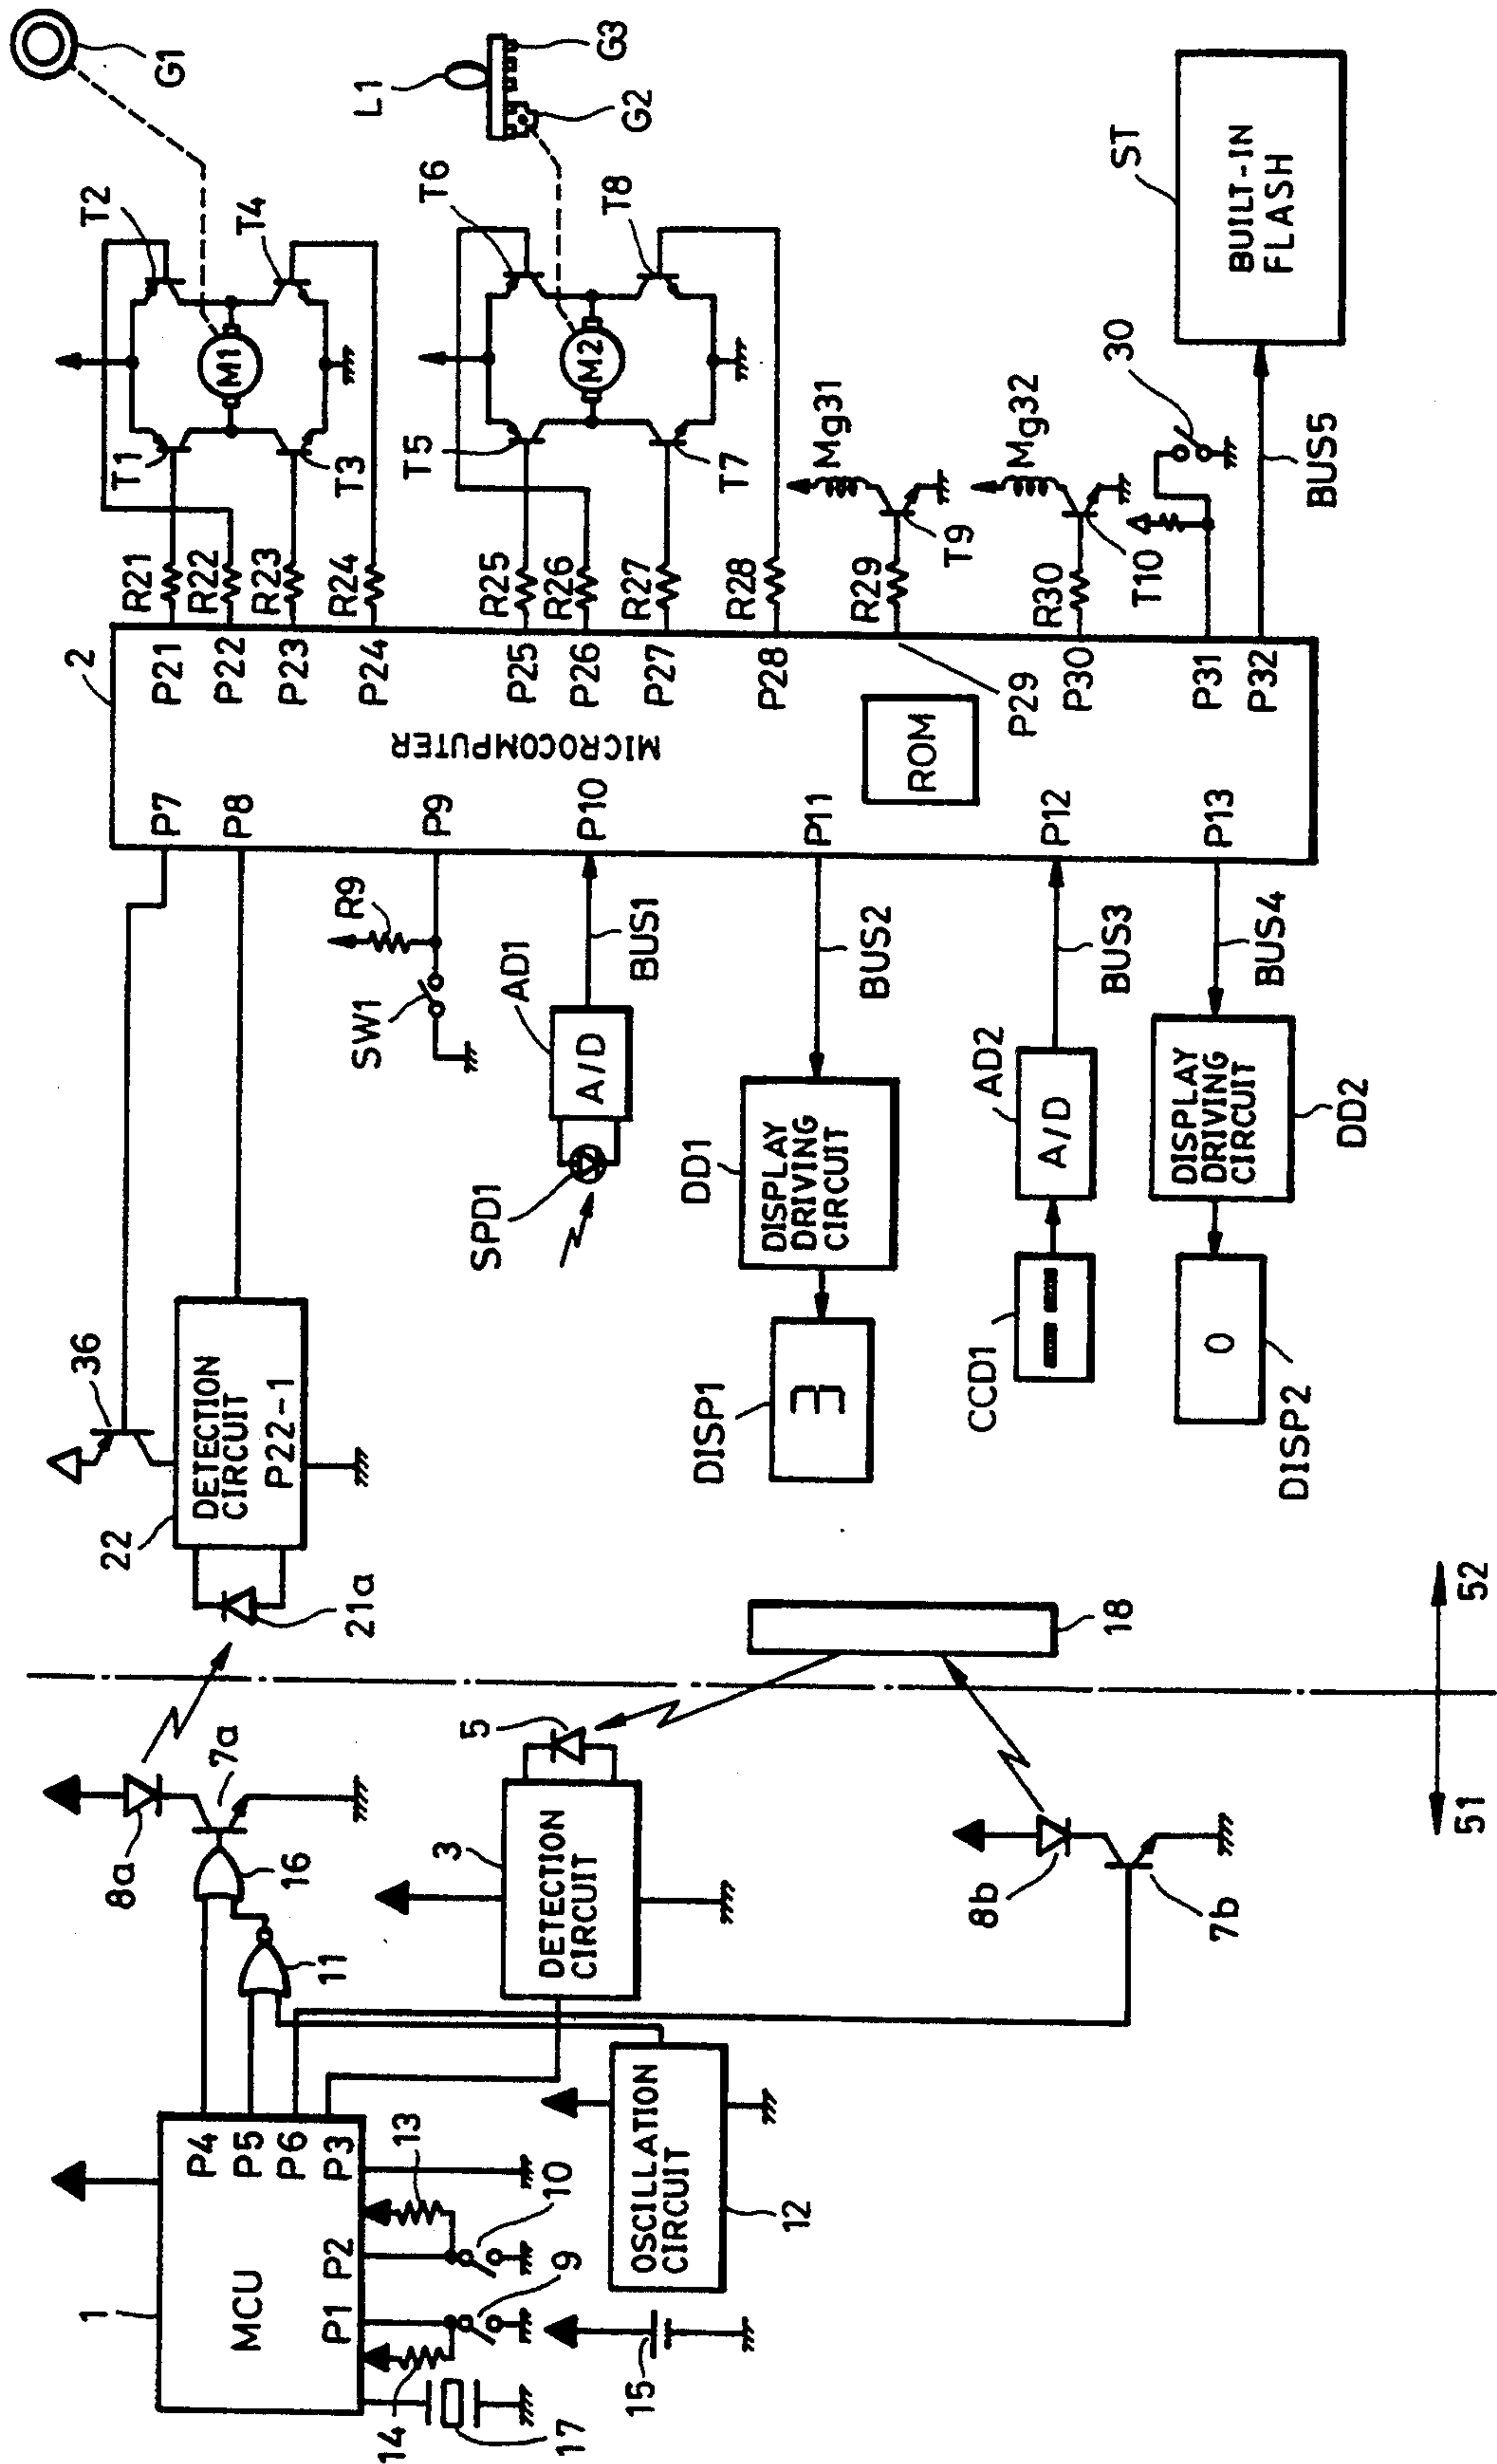 1
MCU
P1
P2
P3
P4
P5
P6
14
17
13
10
9
15
OSCILLATION
CIRCUIT
12
11
16
8a
7a
3
DETECTION
CIRCUIT
5
8b
7b
18
51
52
21a
22
DETECTION
CIRCUIT
P22-1
36
DISP1
3
DD1
DISPLAY
DRIVING
CIRCUIT
BUS2
SPD1
AD1
A/D
BUS1
SW1
R9
CCD1
AD2
A/D
BUS3
DISP2
0
DISPLAY
DRIVING
CIRCUIT
DD2
BUS4
2
MICROCOMPUTER
ROM
P7
P8
P9
P10
P11
P12
P13
P21
P22
P23
P24
P25
P26
P27
P28
P29
P30
P31
P32
R21
R22
R23
R24
R25
R26
R27
R28
R29
R30
T1
T2
T3
T4
M1
G1
T5
T6
T7
T8
M2
L1
G2
G3
Mg31
T9
Mg32
T10
30
BUS5
ST
BUILT-IN
FLASH